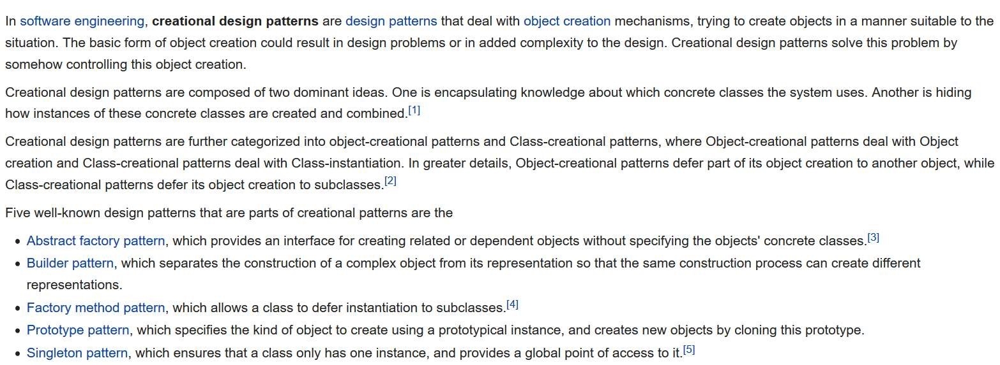 In software engineering, creational design patterns are design patterns that deal with object creation mechanisms, trying to create objects in a manner suitable to the
situation. The basic form of object creation could result in design problems or in added complexity to the design. Creational design patterns solve this problem by
somehow controlling this object creation.
Creational design patterns are composed of two dominant ideas. One is encapsulating knowledge about which concrete classes the system uses. Another is hiding
how instances of these concrete classes are created and combined.[1]
Creational design patterns are further categorized into object-creational patterns and Class-creational patterns, where Object-creational patterns deal with Object
creation and Class-creational patterns deal with Class-instantiation. In greater details, Object-creational patterns defer part of its object creation to another object, while
Class-creational patterns defer its object creation to subclasses.[2]
Five well-known design patterns that are parts of creational patterns are the
• Abstract factory pattern, which provides an interface for creating related or dependent objects without specifying the objects' concrete classes.[3]
• Builder pattern, which separates the construction of a complex object from its representation so that the same construction process can create different
representations.
• Factory method pattern, which allows a class to defer instantiation to subclasses.[4]
• Prototype pattern, which specifies the kind of object to create using a prototypical instance, and creates new objects by cloning this prototype.
• Singleton pattern, which ensures that a class only has one instance, and provides a global point of access to it.[5]